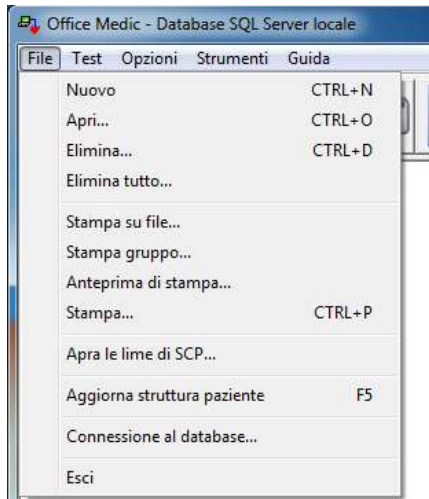 Office Medic - Database SQL Server locale
File Test Opzioni Strumenti Guida
Nuovo CTRL+N
Apri... CTRL+O
Elimina... CTRL+D
Elimina tutto...
Stampa su file...
Stampa gruppo...
Anteprima di stampa...
Stampa... CTRL+P
Apra le lime di SCP...
Aggiorna struttura paziente F5
Connessione al database...
Esci